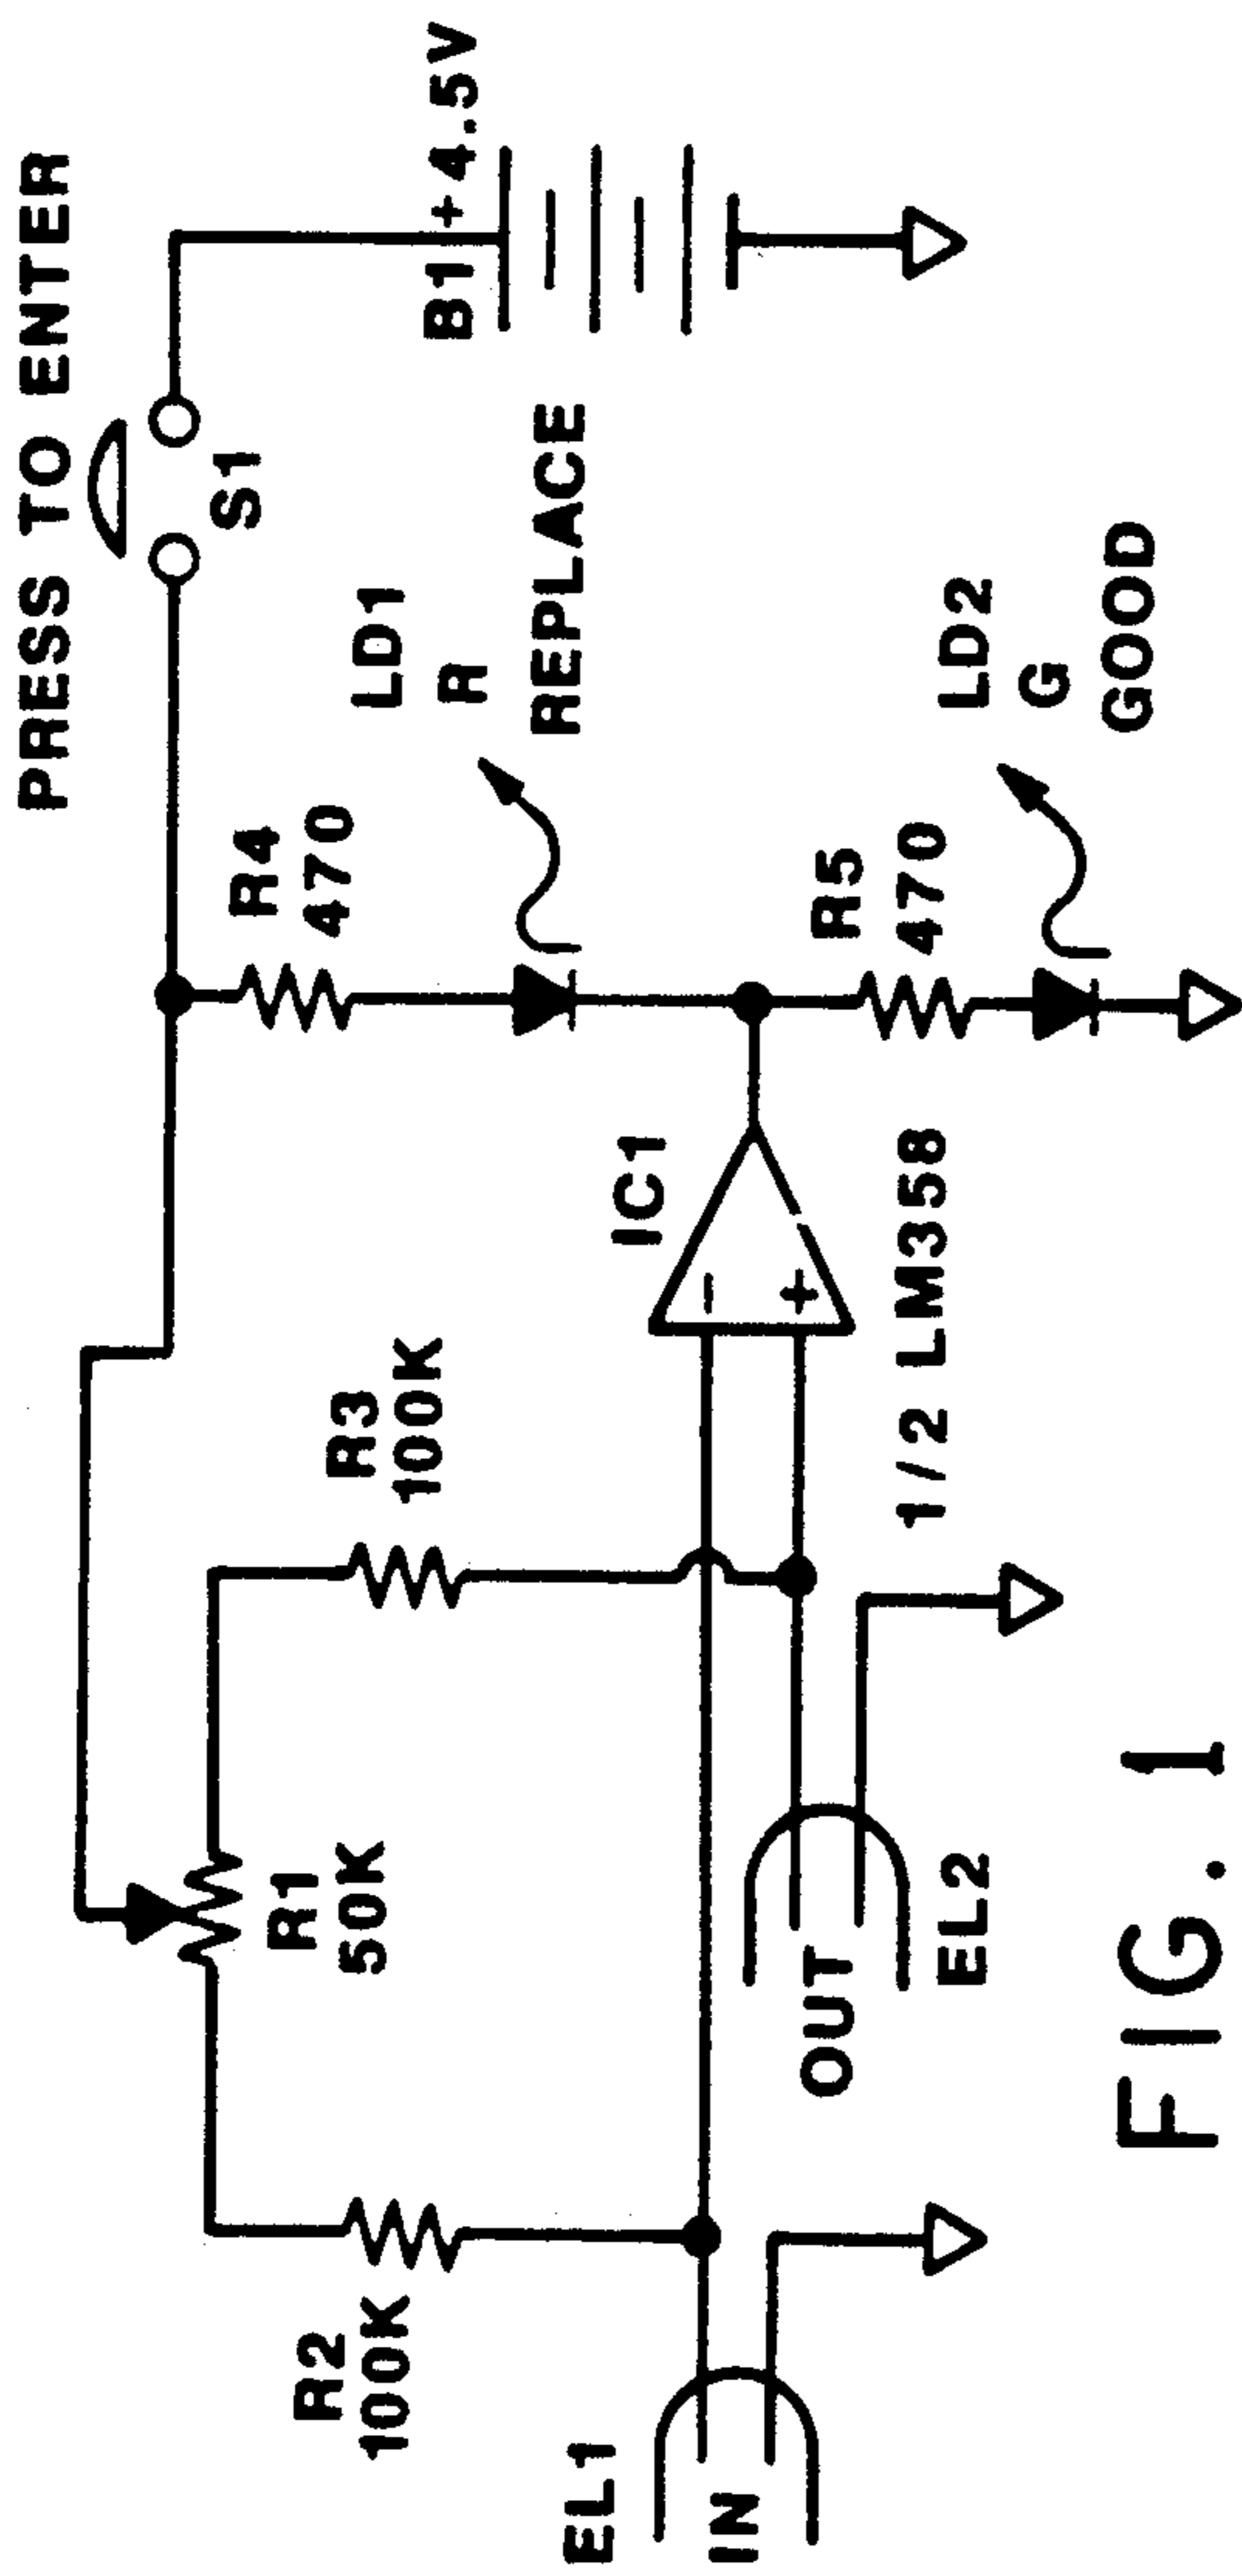 PRESS TO ENTER
S1
B1 + 4.5V
R4
470
LD1
R
REPLACE
R1
50K
R3
100K
R2
100K
IC1
-
+
1/2 LM358
R5
470
LD2
G
GOOD
EL1
IN
OUT
EL2
FIG. 1